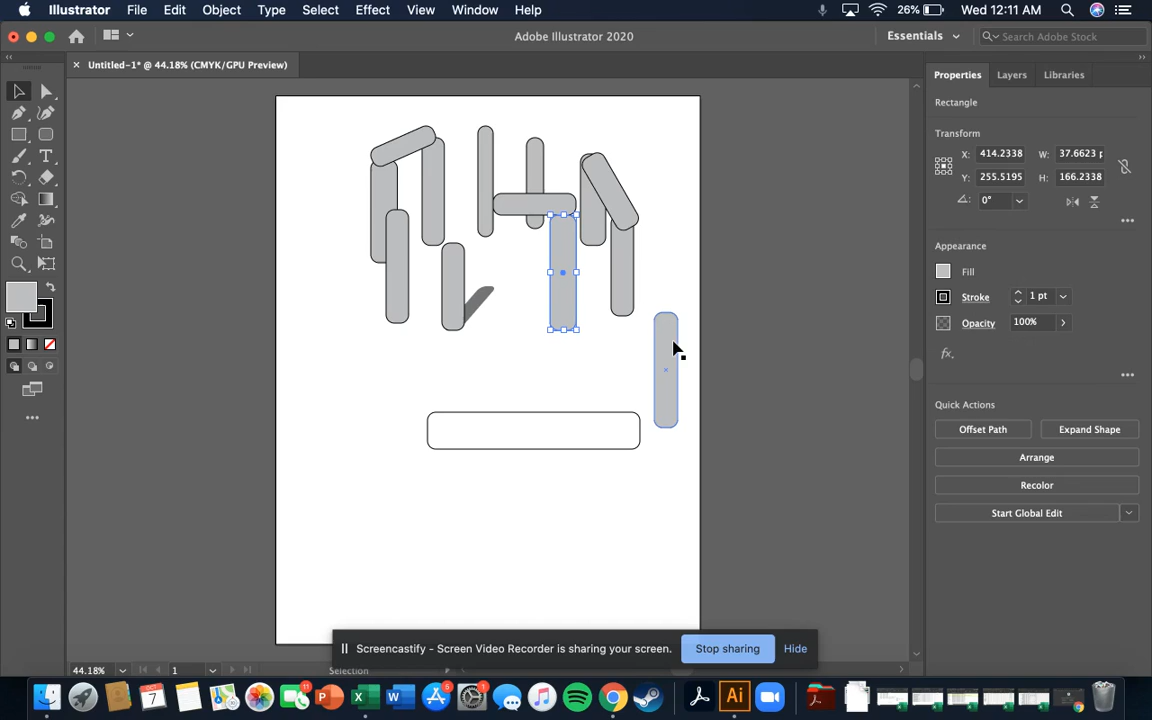 Illustrator File Edit Object Type Select Effect View Window Help 26% Wed 12:11 AM
Adobe Illustrator 2020 Essentials Search Adobe Stock
Untitled-1* @ 44.18% (CMYK/GPU Preview)
Properties Layers Libraries
Rectangle
Transform
X: 414.2338 W: 37.6623 p
Y: 255.5195 H: 166.2338
0°
Appearance
Fill
Stroke 1 pt
Opacity 100%
fx
Quick Actions
Offset Path Expand Shape
Arrange
Recolor
Start Global Edit
Screencastify - Screen Video Recorder is sharing your screen. Stop sharing Hide
44.18% 1 Selection